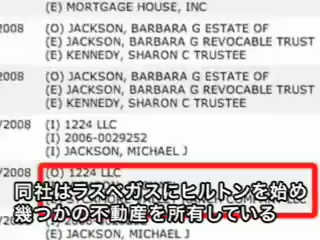 (E) MORTGAGE HOUSE, INC
2008 (O) JACKSON, BARBARA G ESTATE OF
(E) JACKSON, BARBARA G REVOCABLE TRUST
(E) KENNEDY, SHARON C TRUSTEE
/2008 (O) JACKSON, BARBARA G ESTATE OF
(E) JACKSON, BARBARA G REVOCABLE TRUST
(E) KENNEDY, SHARON C TRUSTEE
/2008 (I) 1224 LLC
(I) 2006-0029252
(I) JACKSON, MICHAEL J
/2008 (O) 1224 LLC
同社はラスベガスにヒルトンを始め
幾つかの不動産を所有している